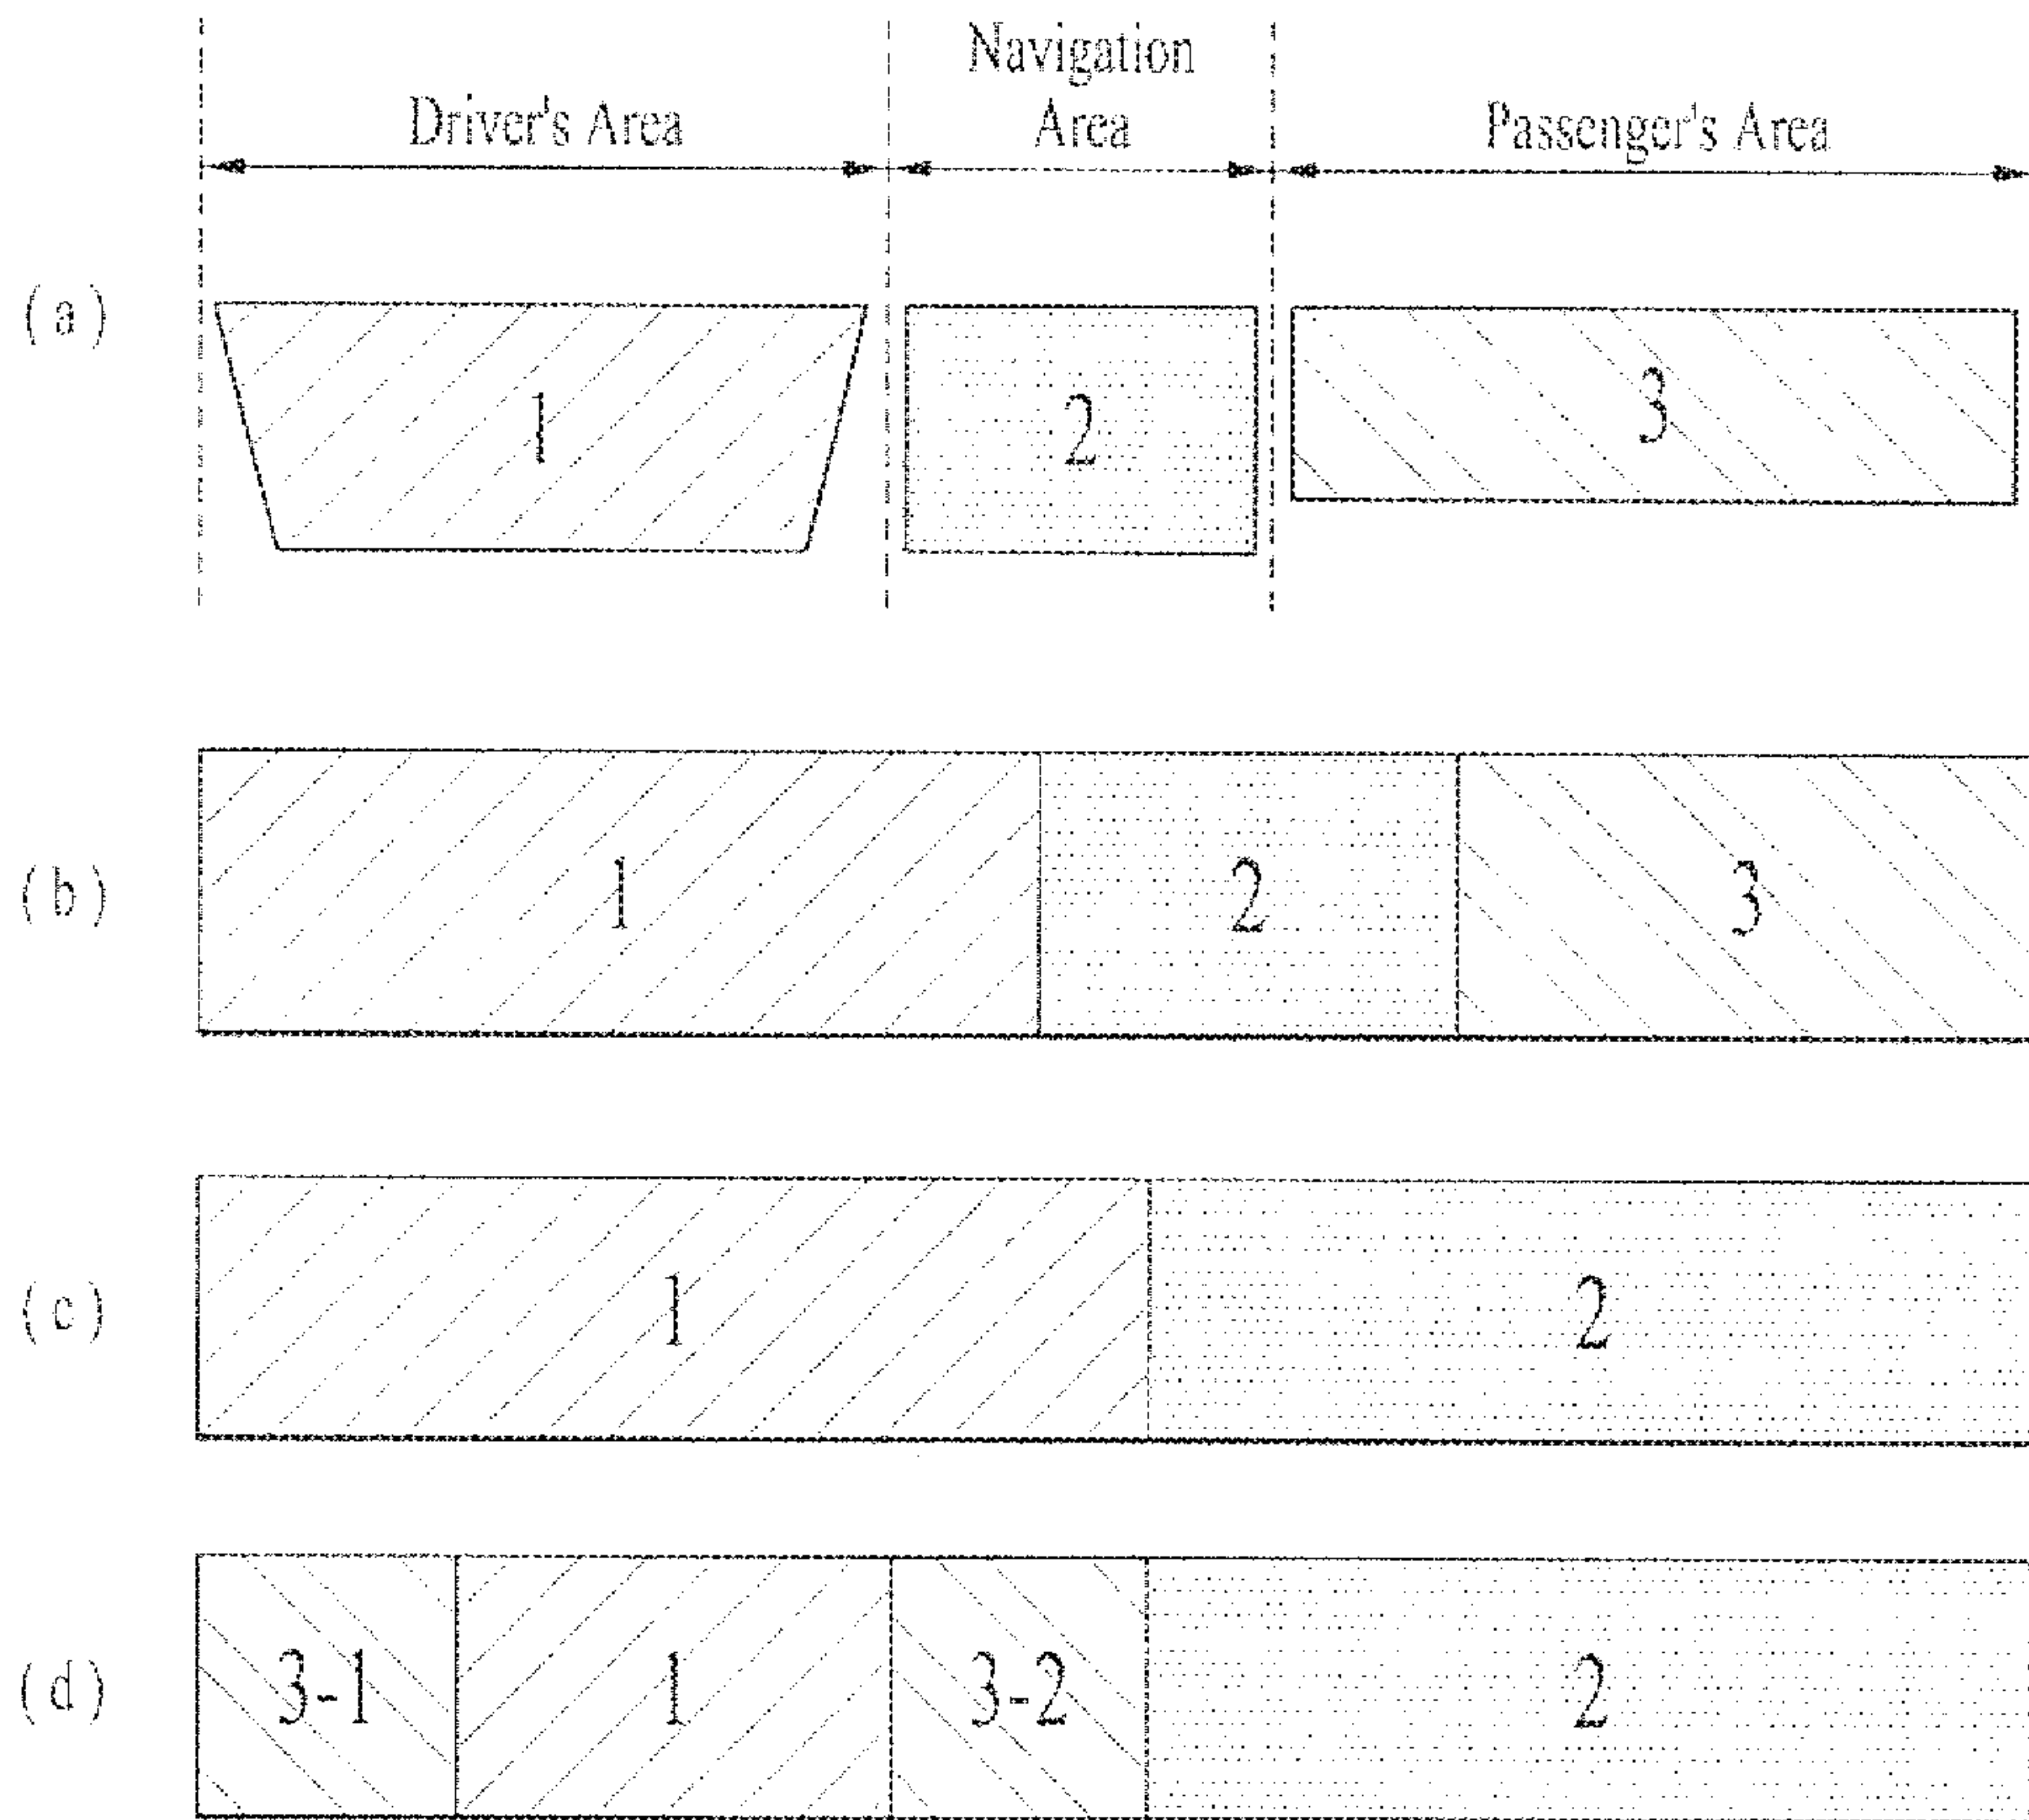 Navigation
Driver's Area Area Passenger's Area
(a)
1 2 3
(b) 1 2 3
(c) 1 2
(d) 3-1 1 3-2 2